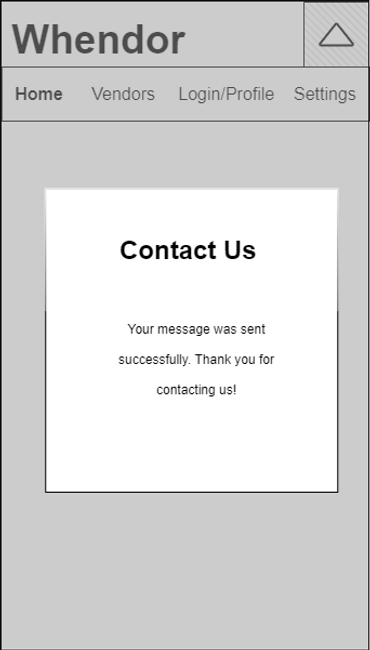 Whendor
Home Vendors Login/Profile Settings
Contact Us
Your message was sent
successfully. Thank you for
contacting us!